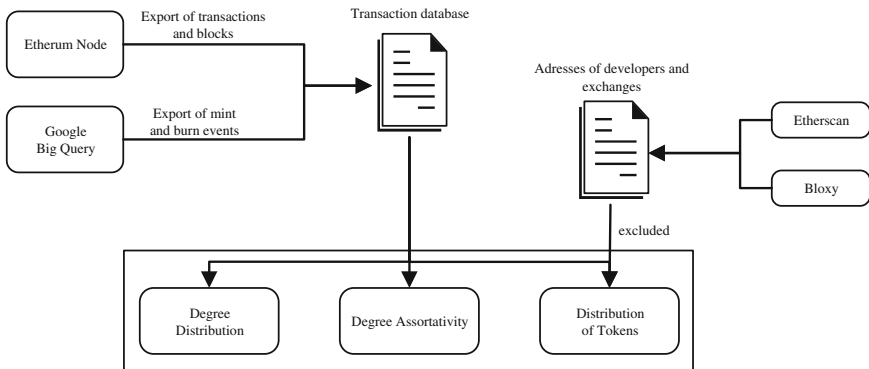 Etherum Node
Export of transactions
and blocks
Transaction database
Google
Big Query
Export of mint
and burn events
Adresses of developers and
exchanges
Etherscan
Bloxy
excluded
Degree
Distribution
Degree Assortativity
Distribution
of Tokens